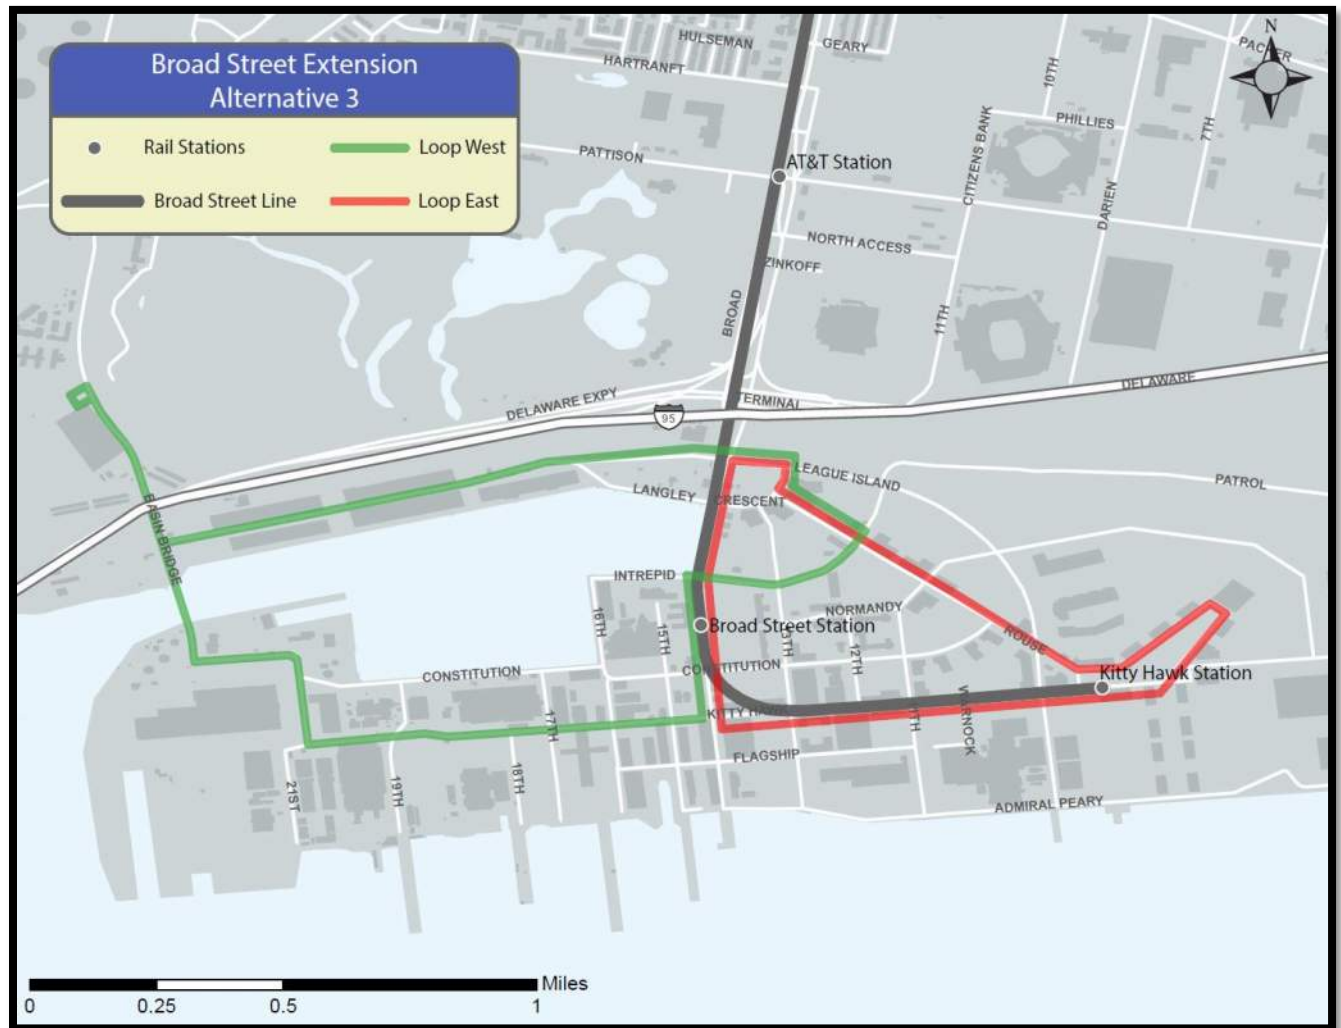 Broad Street Extension
Alternative 3
Rail Stations
Loop West
Broad Street Line
Loop East
N
HULSEMAN
GEARY
PACKER
HARTRANFT
10TH
PHILLIES
7TH
CITIZENS BANK
PATTISON
AT&T Station
DARIEN
NORTH ACCESS
ZINKOFF
BROAD
11TH
DELAWARE
DELAWARE EXPY
TERMINAL
95
LEAGUE ISLAND
PATROL
LANGLEY
CRESCENT
BASIN BRIDGE
INTREPID
NORMANDY
16TH
15TH
Broad Street Station
13TH
12TH
ROUSE
CONSTITUTION
CONSTITUTION
Kitty Hawk Station
KITTY HAWK
17TH
11TH
WARNOCK
FLAGSHIP
21ST
19TH
18TH
ADMIRAL PEARY
Miles
0 0.25 0.5 1